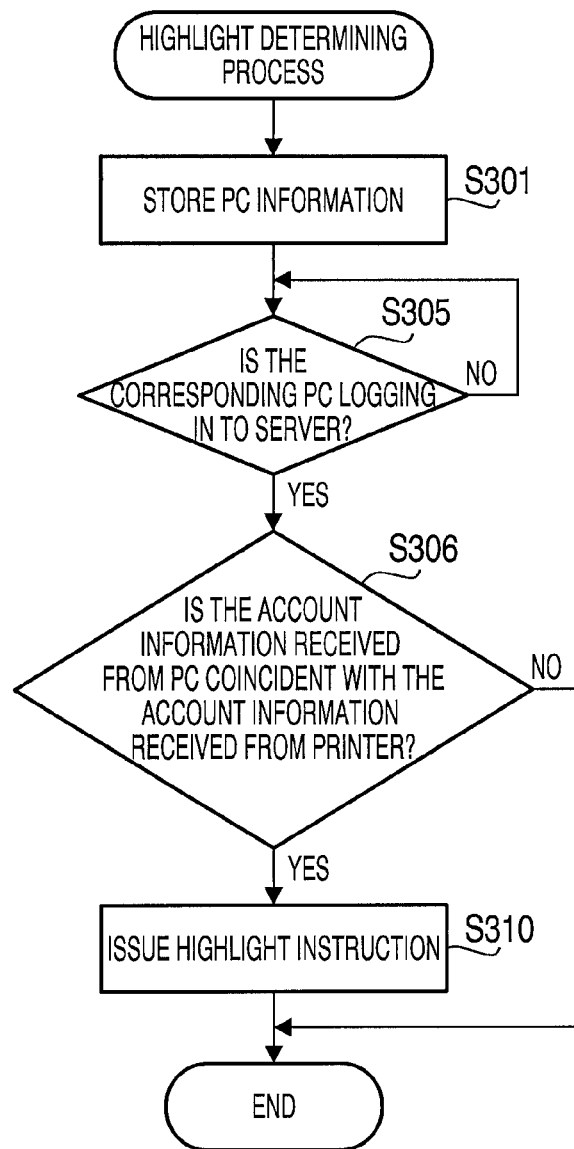 HIGHLIGHT DETERMINING
PROCESS
STORE PC INFORMATION
S301
S305
IS THE
CORRESPONDING PC LOGGING
IN TO SERVER?
NO
YES
S306
IS THE ACCOUNT
INFORMATION RECEIVED
FROM PC COINCIDENT WITH THE
ACCOUNT INFORMATION
RECEIVED FROM PRINTER?
NO
YES
ISSUE HIGHLIGHT INSTRUCTION
S310
END